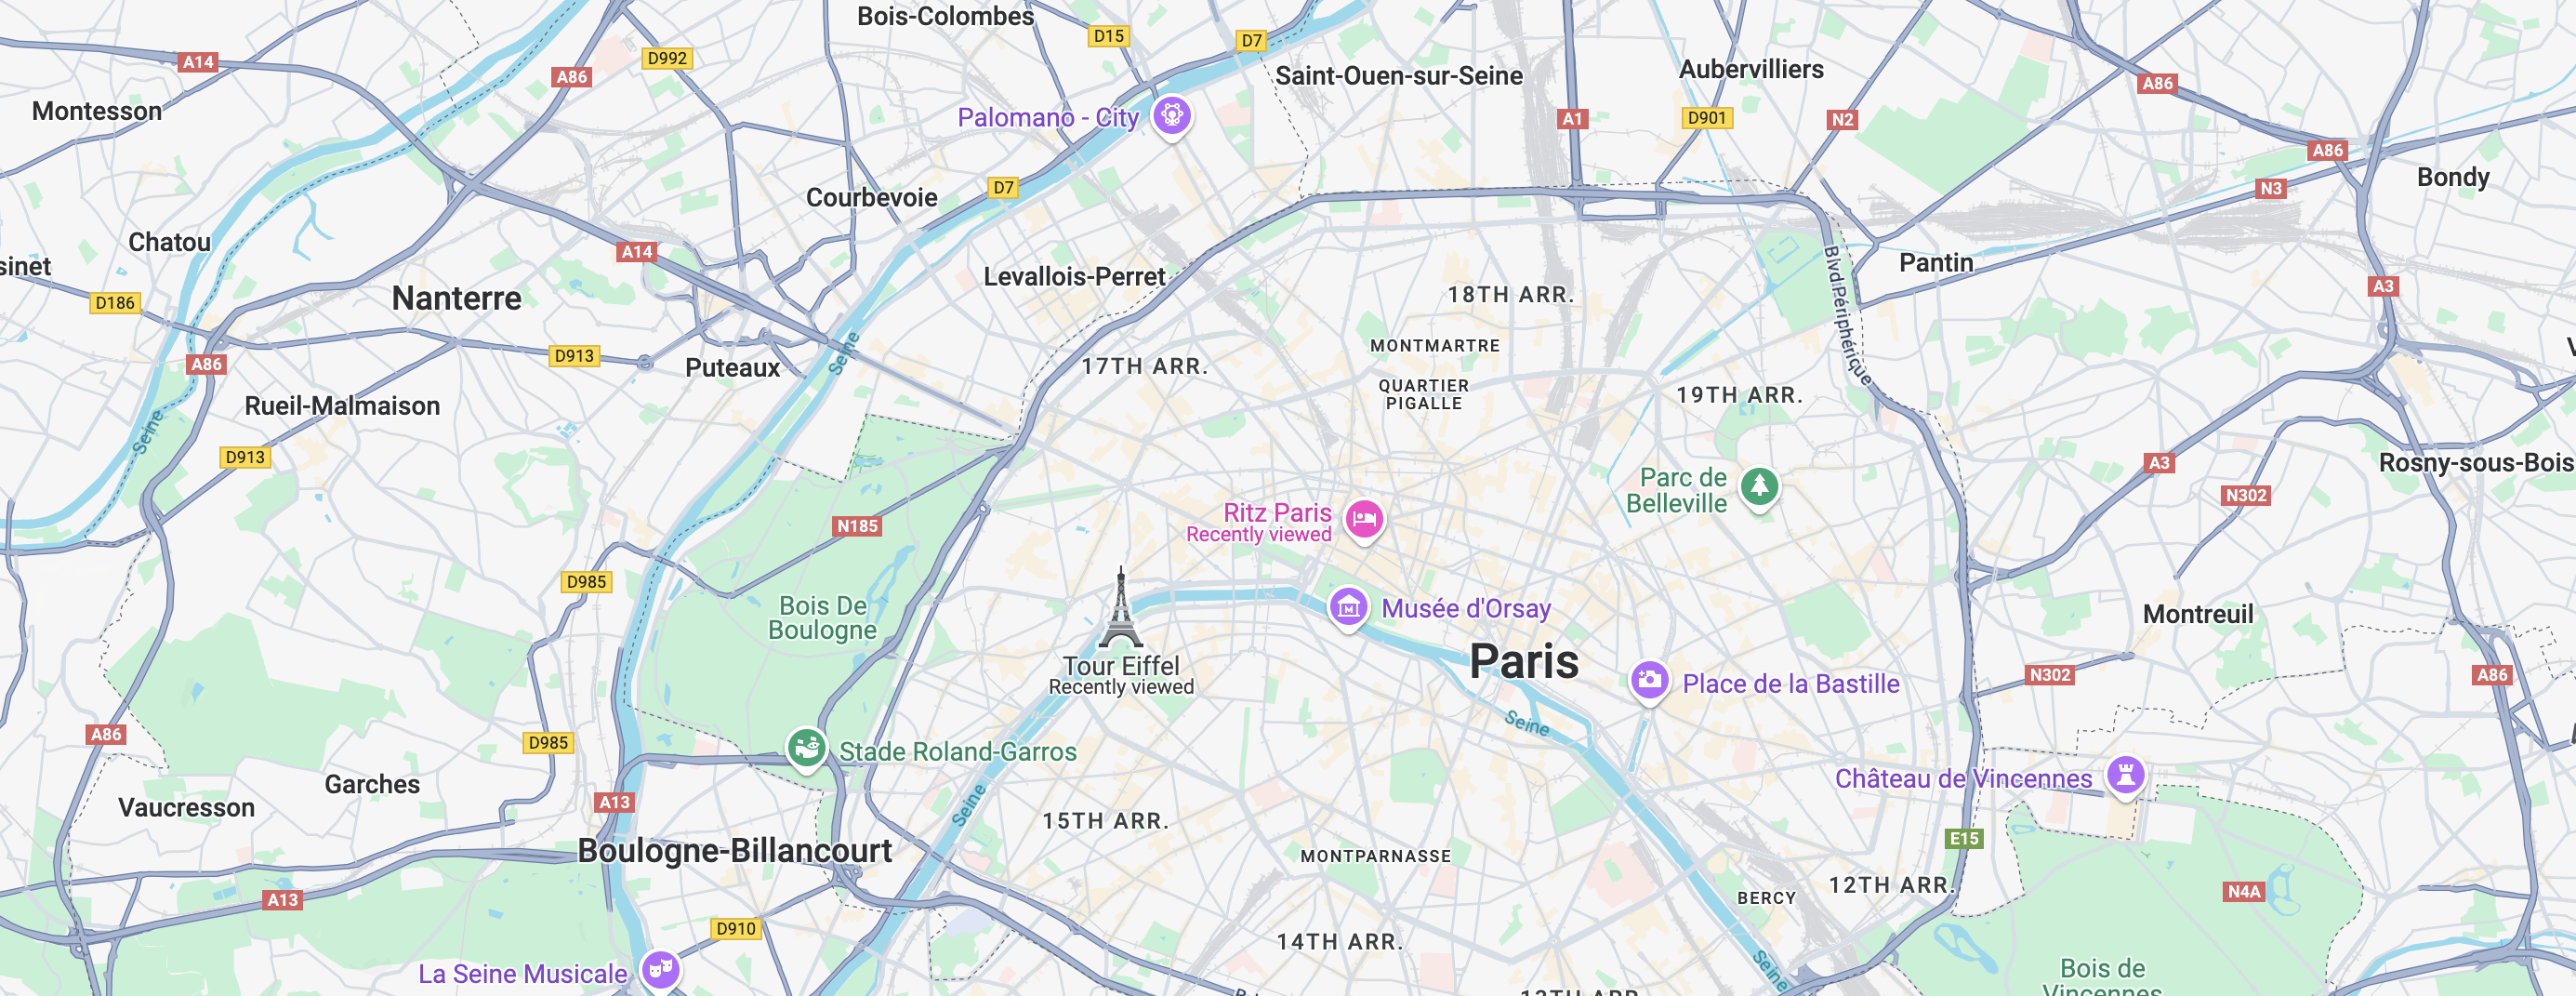 Bois-Colombes
D15
D7
D992
A14
A86
Saint-Ouen-sur-Seine
Aubervilliers
A86
Montesson
Palomano - City
A1
D901
N2
A86
Courbevoie
D7
N3
Bondy
Chatou
A14
sinet
Levallois-Perret
Pantin
Blvd Périphérique
A3
D186
Nanterre
18TH ARR.
MONTMARTRE
A86
D913
Puteaux
Seine
17TH ARR.
QUARTIER
PIGALLE
19TH ARR.
Rueil-Malmaison
Seine
D913
Parc de
Belleville
A3
Rosny-sous-Bois
N302
N185
Ritz Paris
Recently viewed
D985
Bois De
Boulogne
Musée d'Orsay
Montreuil
Tour Eiffel
Recently viewed
Paris
Place de la Bastille
N302
A86
Seine
A86
D985
Stade Roland-Garros
Château de Vincennes
Garches
Vaucresson
A13
Seine
15TH ARR.
E15
Boulogne-Billancourt
MONTPARNASSE
12TH ARR.
N4A
A13
BERCY
D910
14TH ARR.
La Seine Musicale
Seine
Bois de
Vincennes